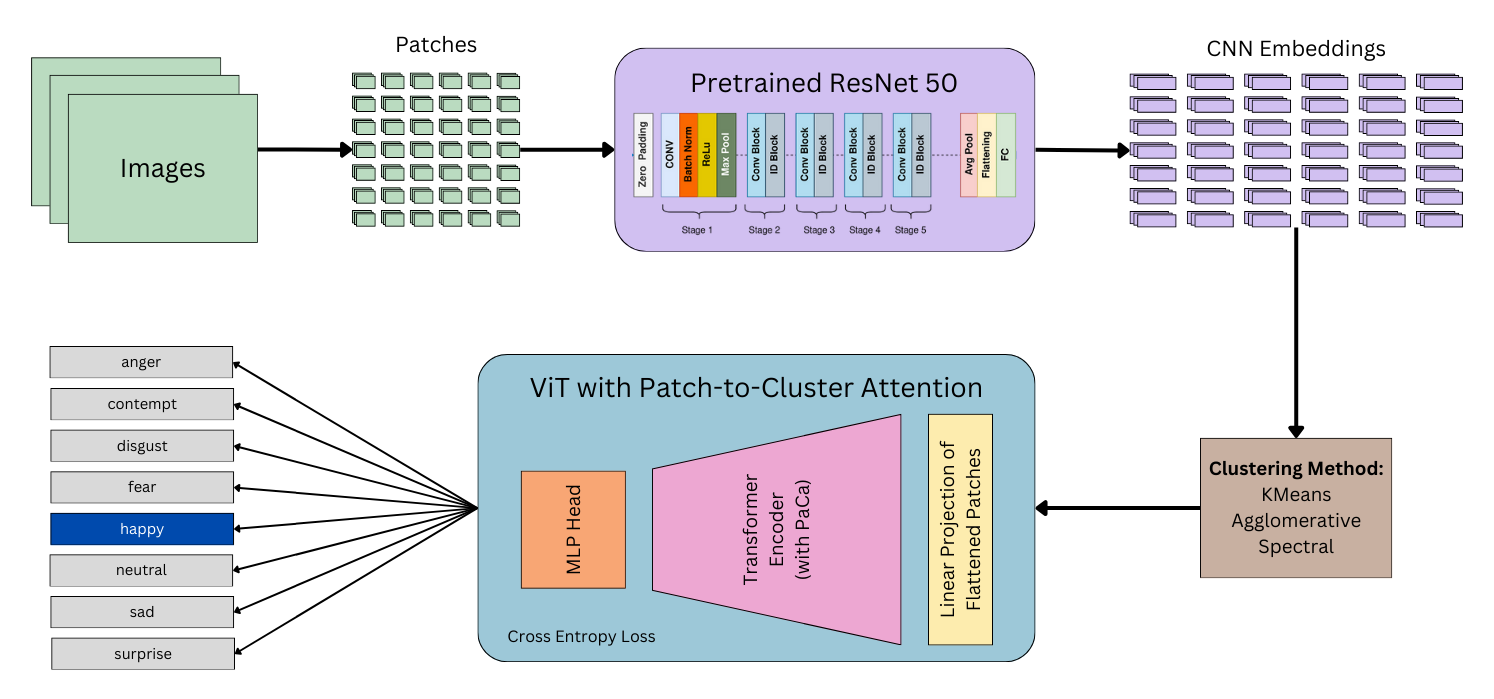 Patches
CNN Embeddings
Images
Pretrained ResNet 50
Zero Padding
CONV
Batch Norm
ReLu
Max Pool
Conv Block
ID Block
Conv Block
ID Block
Conv Block
ID Block
Conv Block
ID Block
Avg Pool
Flattening
FC
Stage 1
Stage 2
Stage 3
Stage 4
Stage 5
anger
contempt
disgust
fear
happy
neutral
sad
surprise
ViT with Patch-to-Cluster Attention
MLP Head
Transformer
Encoder
(with PaCa)
Linear Projection of
Flattened Patches
Cross Entropy Loss
Clustering Method:
KMeans
Agglomerative
Spectral